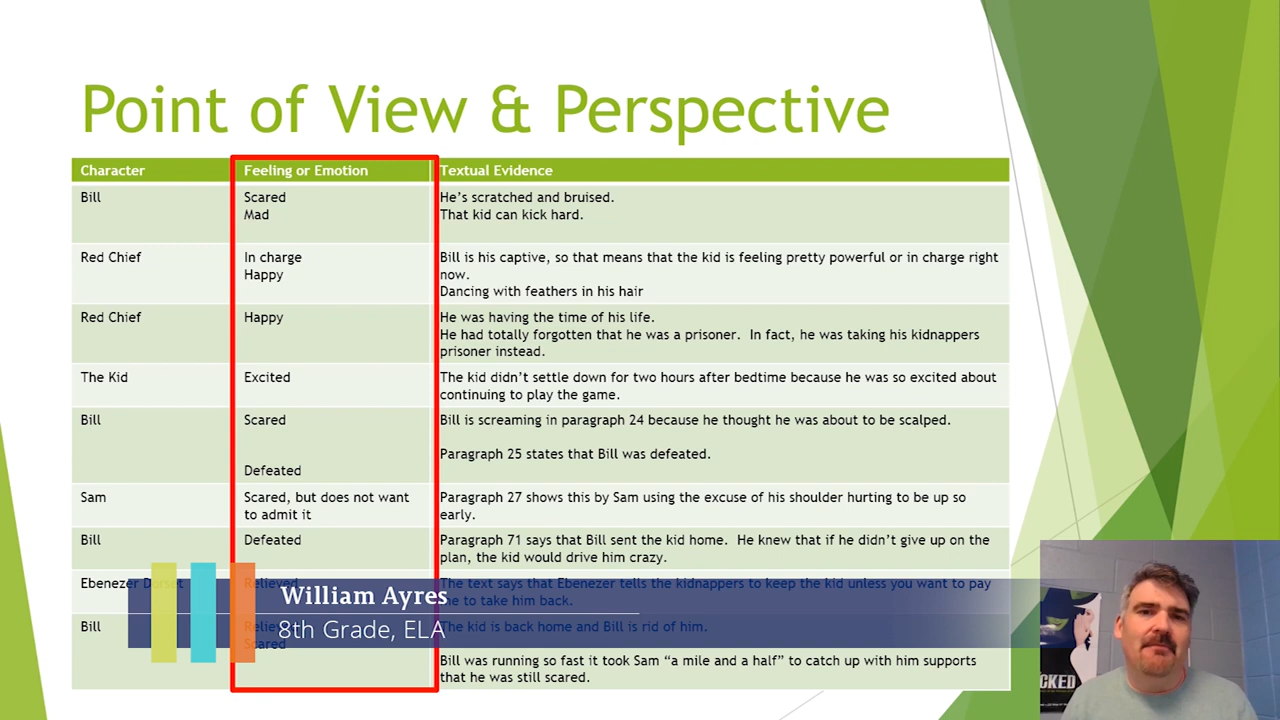 Point of View & Perspective
Character Feeling or Emotion Textual Evidence
Bill Scared He's scratched and bruised.
Mad That kid can kick hard.
Red Chief In charge Bill is his captive, so that means that the kid is feeling pretty powerful or in charge right
Happy now.
Dancing with feathers in his hair
Red Chief Happy He was having the time of his life.
He had totally forgotten that he was a prisoner. In fact, he was taking his kidnappers
prisoner instead.
The Kid Excited The kid didn't settle down for two hours after bedtime because he was so excited about
continuing to play the game.
Bill Scared Bill is screaming in paragraph 24 because he thought he was about to be scalped.
Paragraph 25 states that Bill was defeated.
Defeated
Sam Scared, but does not want Paragraph 27 shows this by Sam using the excuse of his shoulder hurting to be up so
to admit it early.
Bill Defeated Paragraph 71 says that Bill sent the kid home. He knew that if he didn't give up on the
plan, the kid would drive him crazy.
Ebenezer Dorset Relieved The text says that Ebenezer tells the kidnappers to keep the kid unless you want to pay
me to take him back.
William Ayres
Bill Relieved The kid is back home and Bill is rid of him.
8th Grade, ELA
Scared
Bill was running so fast it took Sam “a mile and a half” to catch up with him supports
that he was still scared.